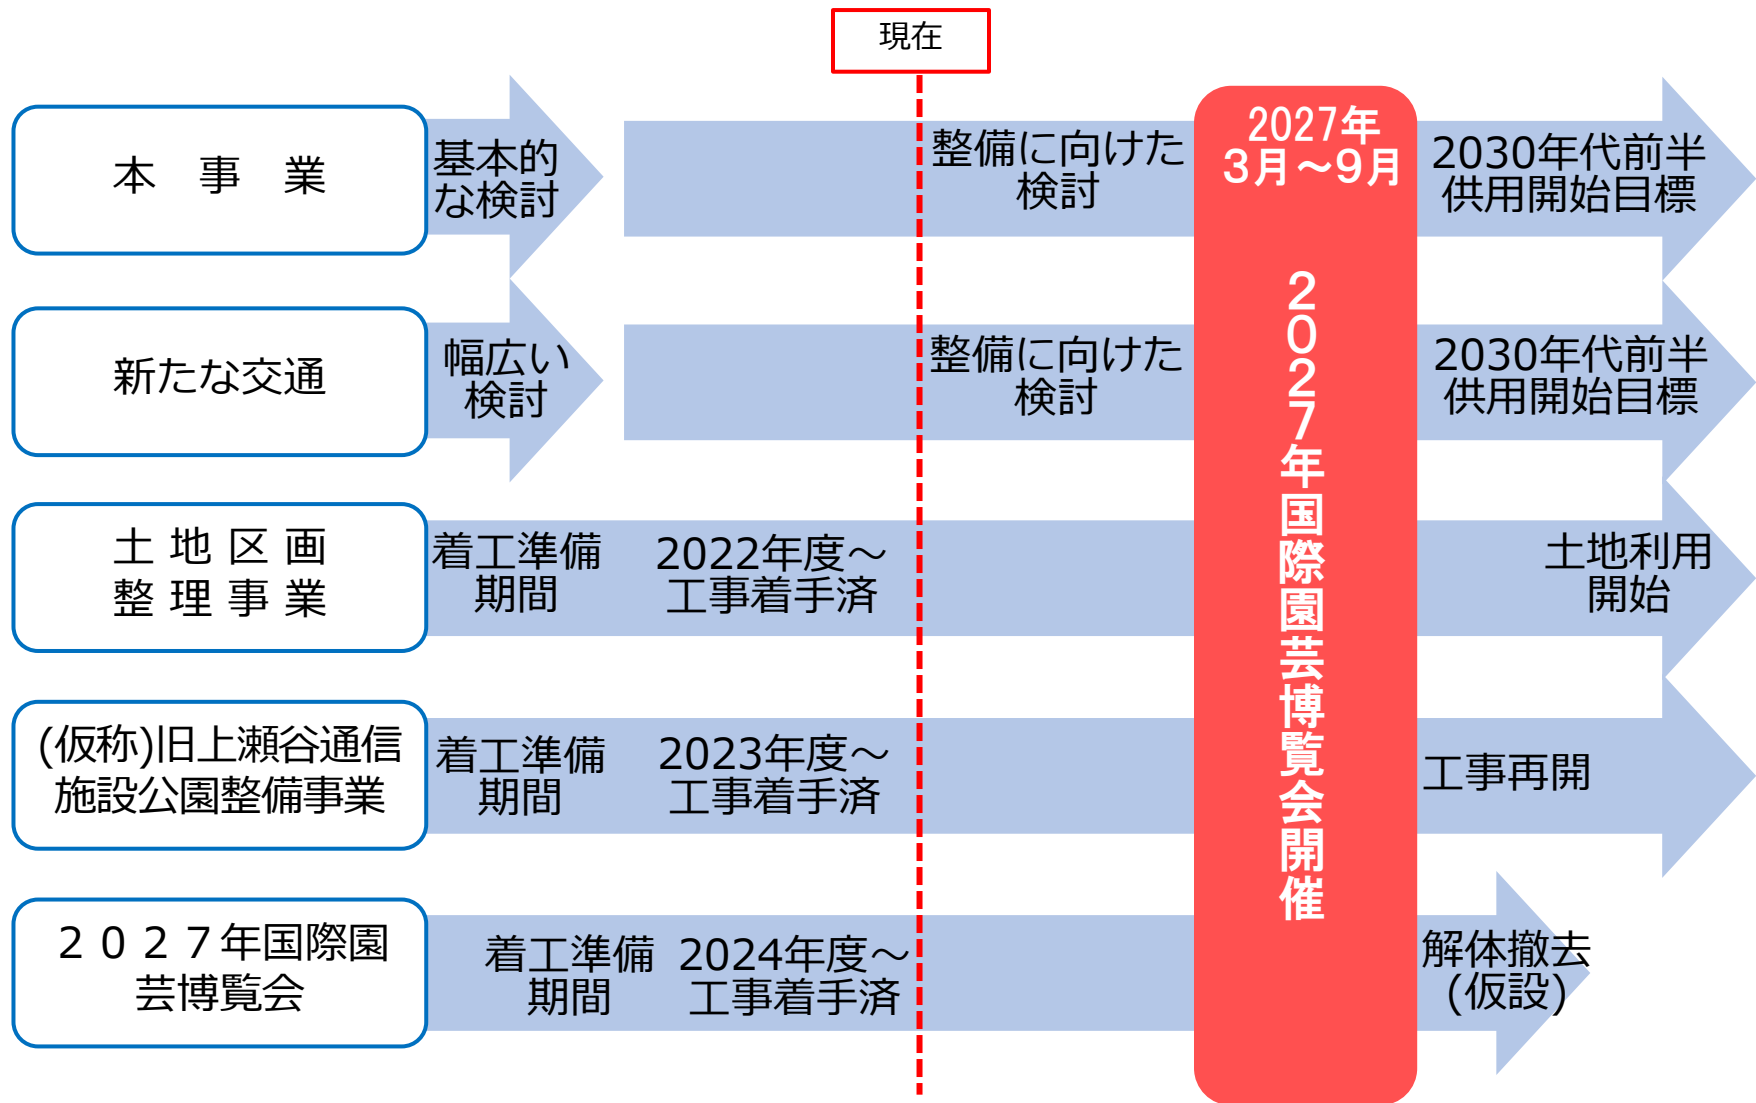 現在
本　事　業
基本的
な検討
整備に向けた
検討
2027年
3月～9月
2030年代前半
供用開始目標
新たな交通
幅広い
検討
整備に向けた
検討
2027年国際園芸博覧会開催
2030年代前半
供用開始目標
土 地 区 画
整 理 事 業
着工準備
期間
2022年度～
工事着手済
土地利用
開始
(仮称)旧上瀬谷通信
施設公園整備事業
着工準備
期間
2023年度～
工事着手済
工事再開
２０２７年国際園
芸博覧会
着工準備
期間
2024年度～
工事着手済
解体撤去
(仮設)